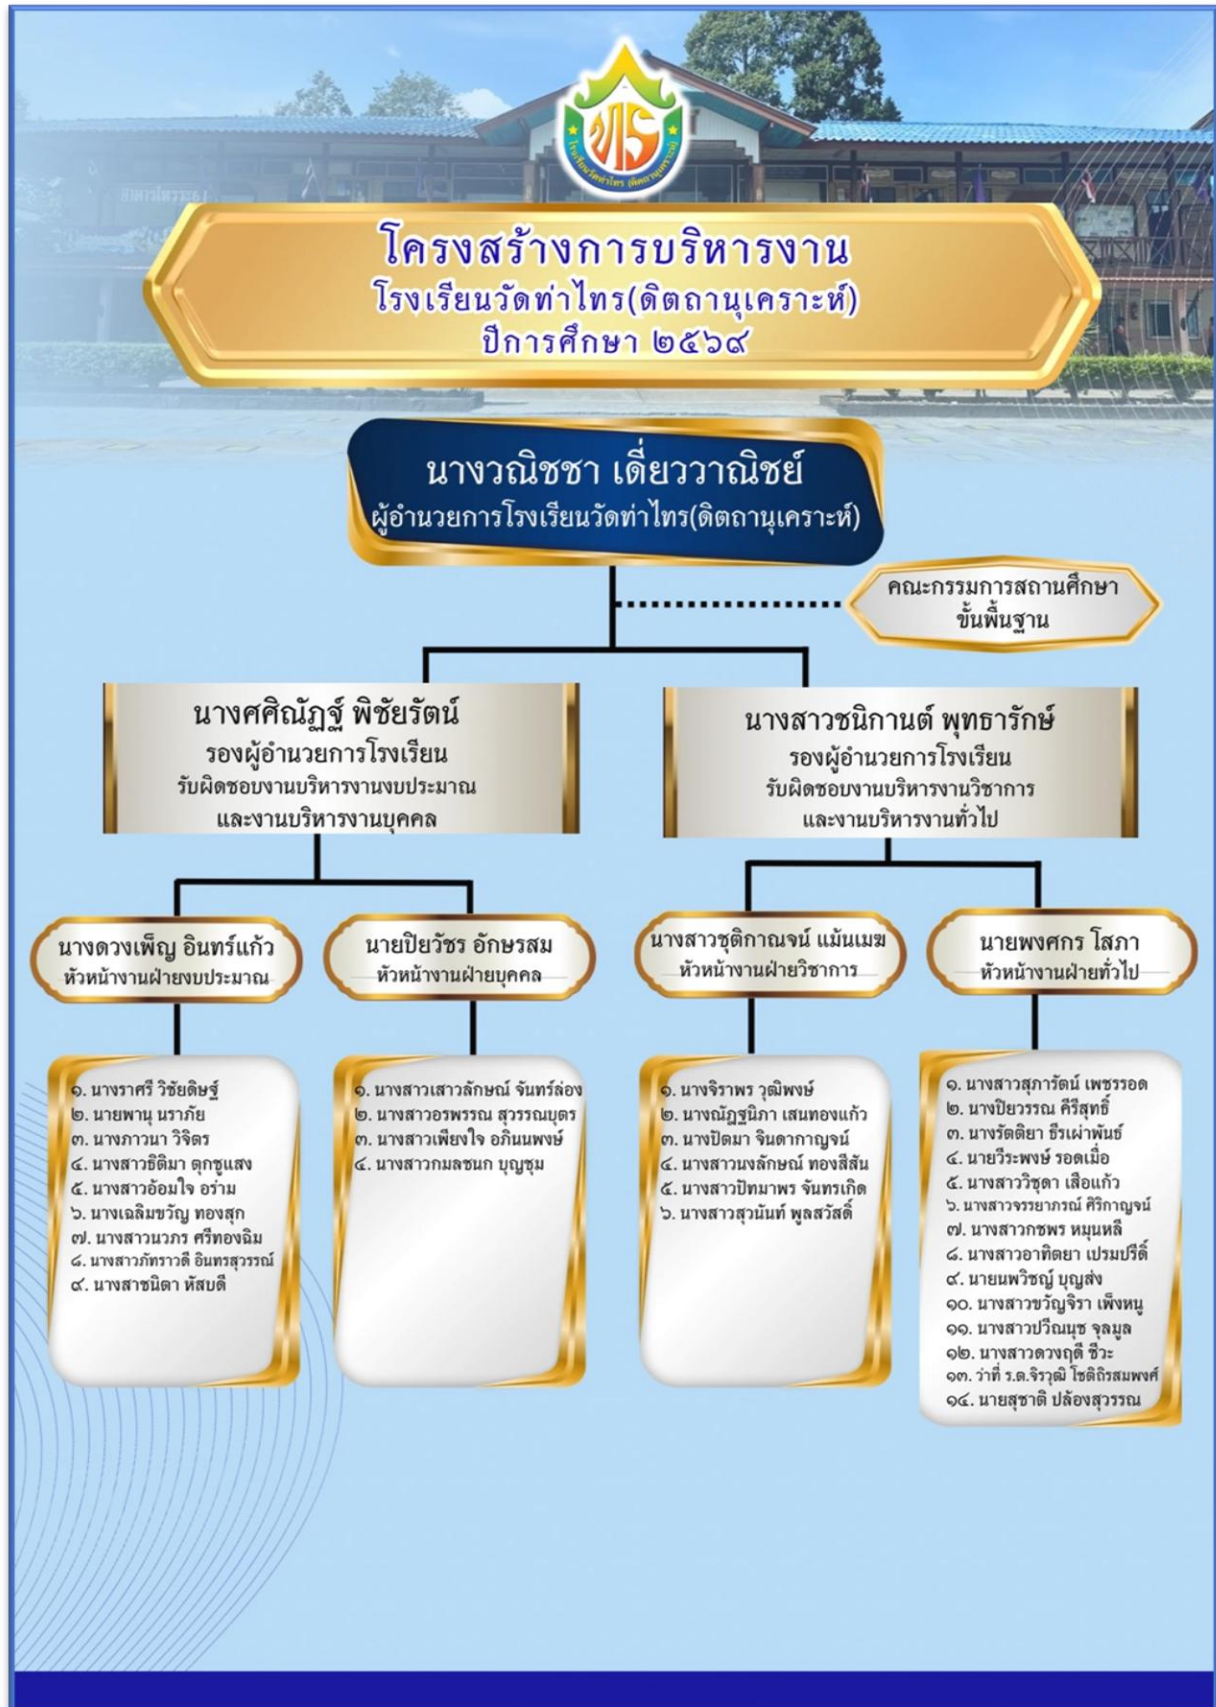 ทร
โรงเรียนวัดท่าไทร (ดิตถานุเคราะห์)
โครงสร้างการบริหารงาน
โรงเรียนวัดท่าไทร(ดิตถานุเคราะห์)
ปีการศึกษา ๒๕๖๙
นางวณิชชา เดี่ยววาณิชย์
ผู้อำนวยการโรงเรียนวัดท่าไทร(ดิตถานุเคราะห์)
คณะกรรมการสถานศึกษา
ขั้นพื้นฐาน
นางศศิณัฏฐ์ พิชัยรัตน์
รองผู้อำนวยการโรงเรียน
รับผิดชอบงานบริหารงานงบประมาณ
และงานบริหารงานบุคคล
นางสาวชนิกานต์ พุทธารักษ์
รองผู้อำนวยการโรงเรียน
รับผิดชอบงานบริหารงานวิชาการ
และงานบริหารงานทั่วไป
นางดวงเพ็ญ อินทร์แก้ว
หัวหน้างานฝ่ายงบประมาณ
นายปิยวัชร อักษรสม
หัวหน้างานฝ่ายบุคคล
นางสาวชุติกาณจน์ แม้นเมฆ
หัวหน้างานฝ่ายวิชาการ
นายพงศกร โสภา
หัวหน้างานฝ่ายทั่วไป
๑. นางราศรี วิชัยดิษฐ์
๒. นายพานุ นราภัย
๓. นางภาวนา วิจิตร
๔. นางสาวธิติมา ตุกชูแสง
๕. นางสาวอ้อมใจ อร่าม
๖. นางเฉลิมขวัญ ทองสุก
๗. นางสาวนวภร ศรีทองฉิม
๘. นางสาวภัทราวดี อินทรสุวรรณ์
๙. นางสาชนิตา หัสบดี
๑. นางสาวเสาวลักษณ์ จันทร์ล่อง
๒. นางสาวอรพรรณ สุวรรณบุตร
๓. นางสาวเพียงใจ อภินนพงษ์
๔. นางสาวกมลชนก บุญชุม
๑. นางจิราพร วุฒิพงษ์
๒. นางณัฎฐนิภา เสนทองแก้ว
๓. นางปัตมา จินดากาญจน์
๔. นางสาวนงลักษณ์ ทองสีสัน
๕. นางสาวปัทมาพร จันทรเกิด
๖. นางสาวสุวนันท์ พูลสวัสดิ์
๑. นางสาวสุภารัตน์ เพชรรอด
๒. นางปิยวรรณ คีรีสุทธิ์
๓. นางรัตติยา ธีรเผ่าพันธ์
๔. นายวีระพงษ์ รอดเมื่อ
๕. นางสาววิชุดา เสือแก้ว
๖. นางสาวจรรยาภรณ์ ศิริกาญจน์
๗. นางสาวกชพร หมุนหลี
๘. นางสาวอาทิตยา เปรมปรีดิ์
๙. นายนพวิชญ์ บุญส่ง
๑๐. นางสาวขวัญจิรา เพ็งหนู
๑๑. นางสาวปวีณนุช จุลมูล
๑๒. นางสาวดวงฤดี ชีวะ
๑๓. ว่าที่ ร.ต.จิรวุฒิ โชติถิรสมพงศ์
๑๔. นายสุชาติ ปล้องสุวรรณ